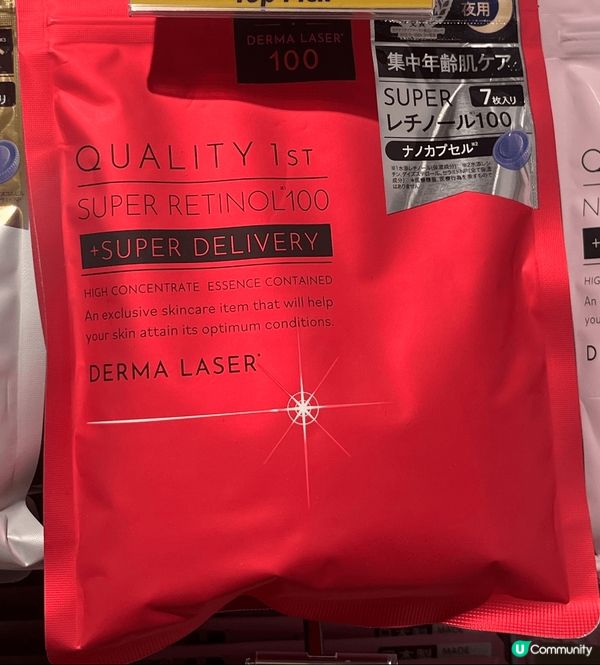 DERMA LASER*
100
夜用
集中年齢肌ケア
SUPER 7枚入り
レチノール100
ナノカプセル※3
QUALITY 1ST
SUPER RETINOL*100
+SUPER DELIVERY
HIGH CONCENTRATE ESSENCE CONTAINED
An exclusive skincare item that will help
your skin attain its optimum conditions.
DERMA LASER*
MADE
U Community